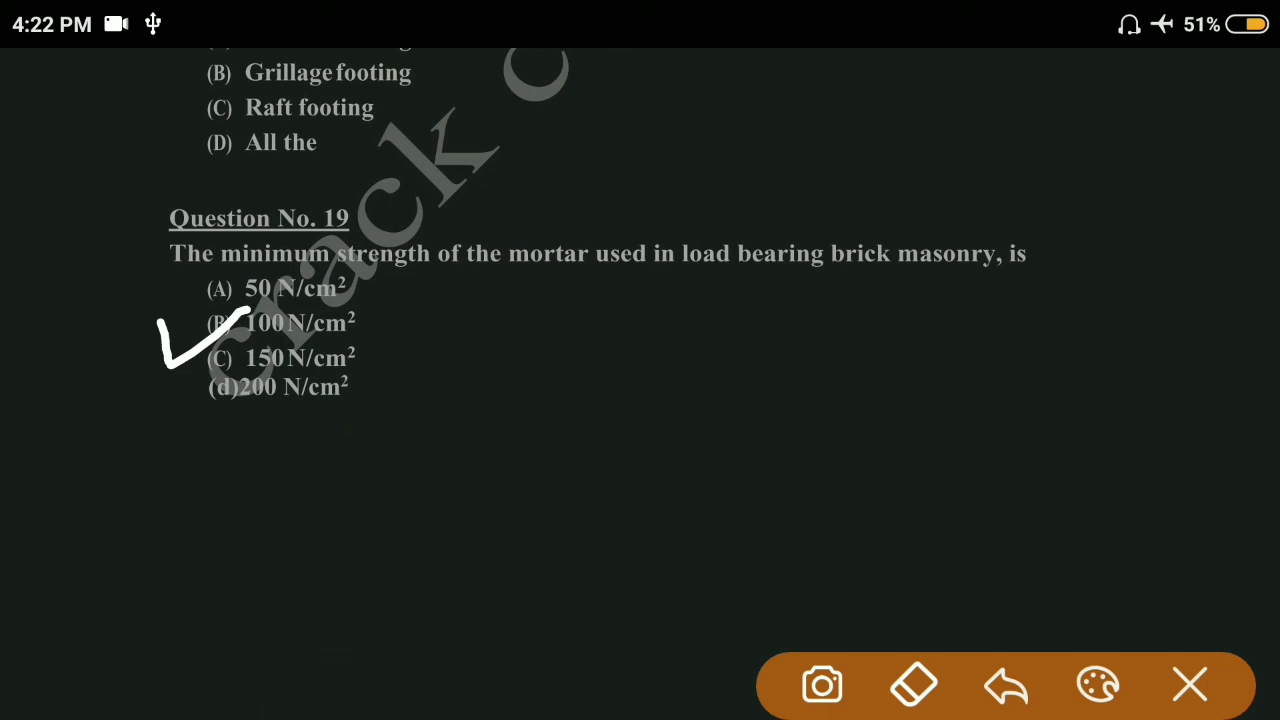 4:22 PM 51%
(B) Grillage footing
(C) Raft footing
(D) All the
Question No. 19
The minimum strength of the mortar used in load bearing brick masonry, is
(A) 50 N/cm²
(B) 100 N/cm²
(C) 150 N/cm²
(d)200 N/cm²
crack c